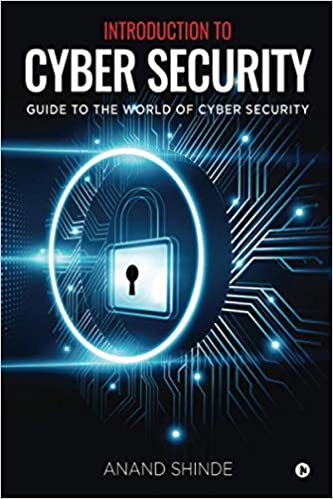 INTRODUCTION TO
CYBER SECURITY
GUIDE TO THE WORLD OF CYBER SECURITY
ANAND SHINDE